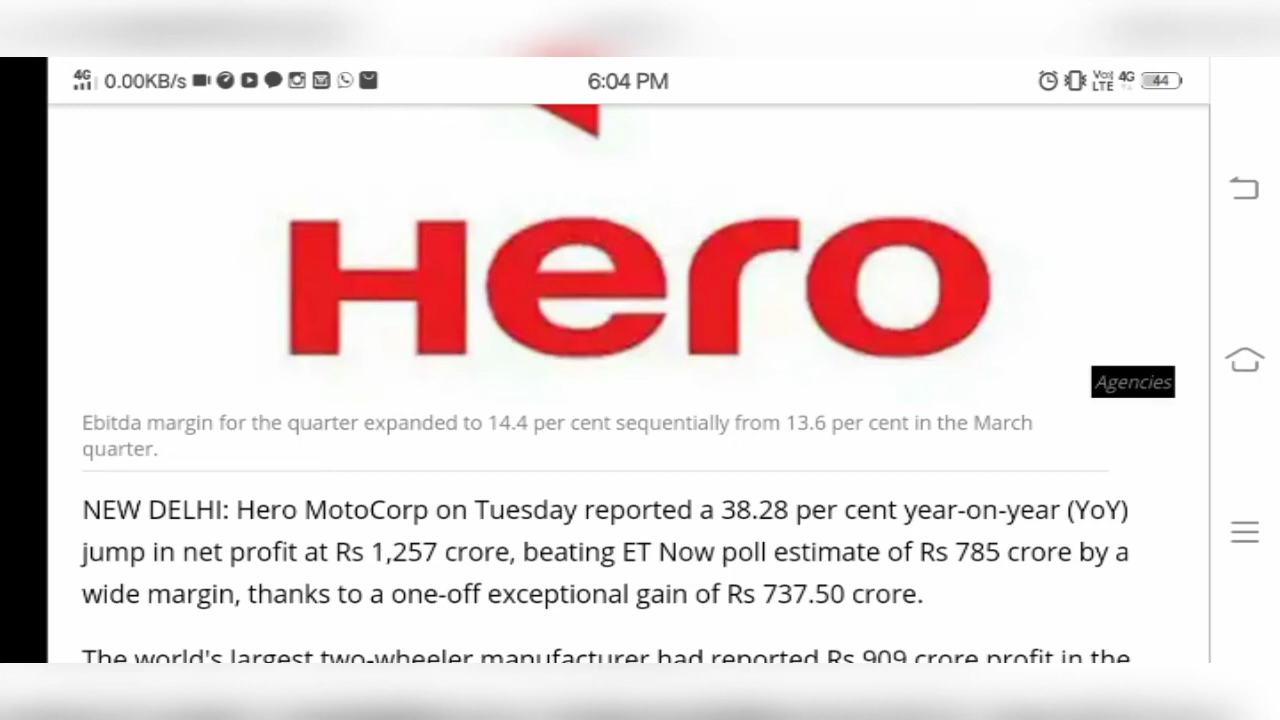 4G 0.00KB/s 6:04 PM VoI LTE 4G 44
Hero
Agencies
Ebitda margin for the quarter expanded to 14.4 per cent sequentially from 13.6 per cent in the March
quarter.
NEW DELHI: Hero MotoCorp on Tuesday reported a 38.28 per cent year-on-year (YoY)
jump in net profit at Rs 1,257 crore, beating ET Now poll estimate of Rs 785 crore by a
wide margin, thanks to a one-off exceptional gain of Rs 737.50 crore.
The world's largest two-wheeler manufacturer had reported Rs 909 crore profit in the